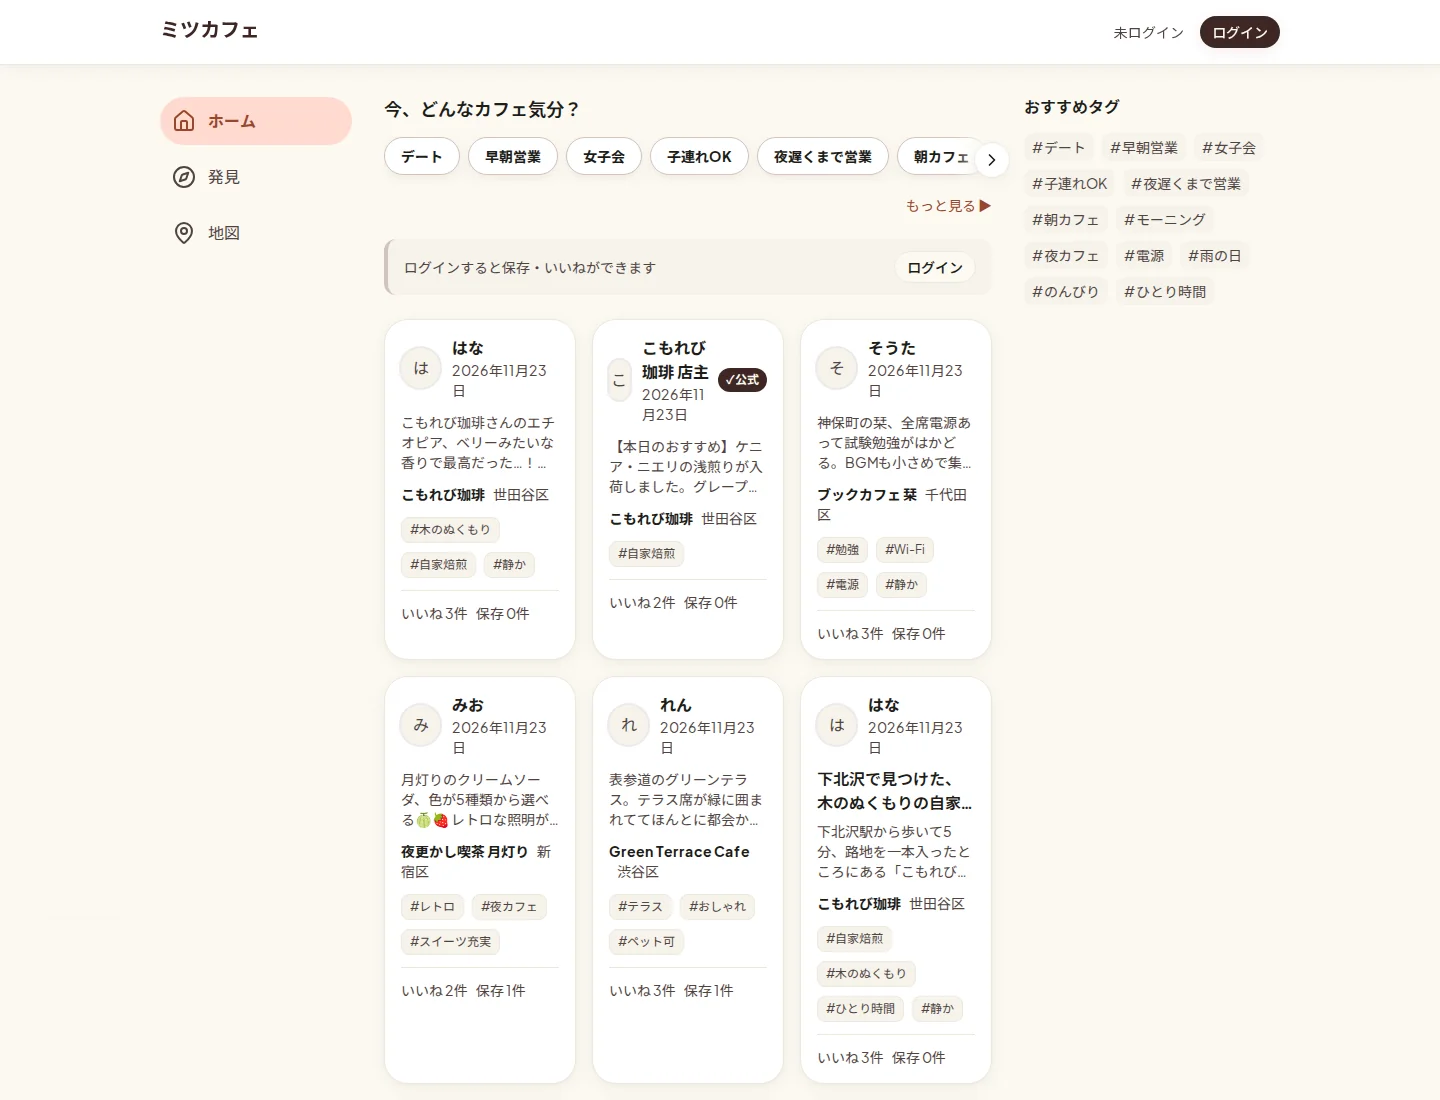 ミツカフェ
未ログイン
ログイン
ホーム
発見
地図
今、どんなカフェ気分？
デート
早朝営業
女子会
子連れOK
夜遅くまで営業
朝カフェ
もっと見る▶
ログインすると保存・いいねができます
ログイン
は
はな
2026年11月23
日
こもれび珈琲さんのエチ
オピア、ベリーみたいな
香りで最高だった…！…
こもれび珈琲 世田谷区
#木のぬくもり
#自家焙煎 #静か
いいね3件 保存0件
こ
こもれび
珈琲 店主
2026年11
月23日
✓公式
【本日のおすすめ】ケニ
ア・ニエリの浅煎りが入
荷しました。グレープ…
こもれび珈琲 世田谷区
#自家焙煎
いいね2件 保存0件
そ
そうた
2026年11月23
日
神保町の栞、全席電源あ
って試験勉強がはかど
る。BGMも小さめで集…
ブックカフェ 栞 千代田
区
#勉強 #Wi-Fi
#電源 #静か
いいね3件 保存0件
み
みお
2026年11月23
日
月灯りのクリームソー
ダ、色が5種類から選べ
る🍈🍓レトロな照明が…
夜更かし喫茶 月灯り 新
宿区
#レトロ #夜カフェ
#スイーツ充実
いいね2件 保存1件
れ
れん
2026年11月23
日
表参道のグリーンテラ
ス。テラス席が緑に囲ま
れててほんとに都会か…
Green Terrace Cafe
渋谷区
#テラス #おしゃれ
#ペット可
いいね3件 保存1件
は
はな
2026年11月23
日
下北沢で見つけた、
木のぬくもりの自家…
下北沢駅から歩いて5
分、路地を一本入ったと
ころにある「こもれび…
こもれび珈琲 世田谷区
#自家焙煎
#木のぬくもり
#ひとり時間 #静か
いいね3件 保存0件
おすすめタグ
#デート #早朝営業 #女子会
#子連れOK #夜遅くまで営業
#朝カフェ #モーニング
#夜カフェ #電源 #雨の日
#のんびり #ひとり時間